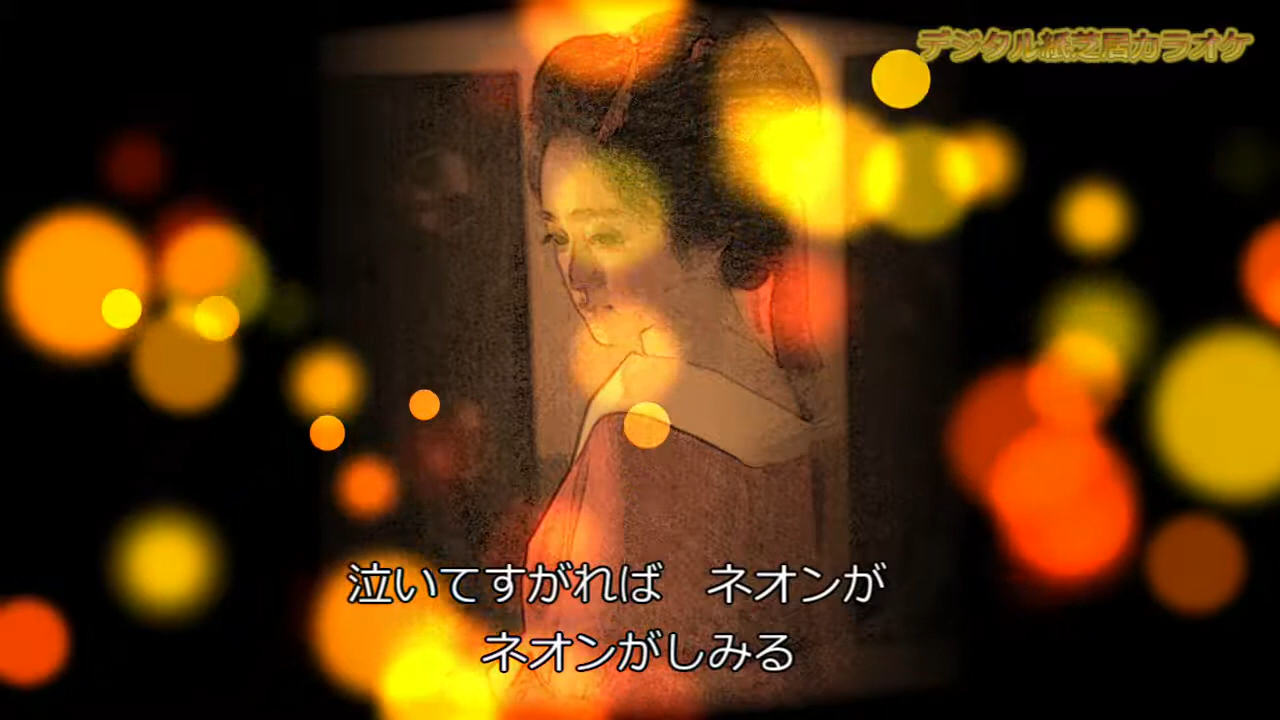 デジタル紙芝居カラオケ
泣いてすがれば　ネオンが
ネオンがしみる